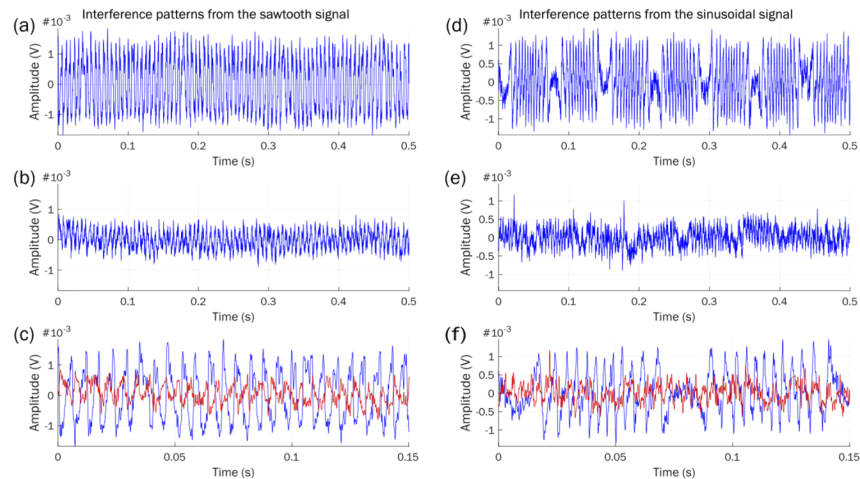 Interference patterns from the sawtooth signal
(a)
#10-3
Amplitude (V)
1
0
-1
0 0.1 0.2 0.3 0.4 0.5
Time (s)
(b)
#10-3
Amplitude (V)
1
0
-1
0 0.1 0.2 0.3 0.4 0.5
Time (s)
(c)
#10-3
Amplitude (V)
1
0
-1
0 0.05 0.1 0.15
Time (s)
Interference patterns from the sinusoidal signal
(d)
#10-3
Amplitude (V)
1
0.5
0
-0.5
-1
0 0.1 0.2 0.3 0.4 0.5
Time (s)
(e)
#10-3
Amplitude (V)
1
0.5
0
-0.5
-1
0 0.1 0.2 0.3 0.4 0.5
Time (s)
(f)
#10-3
Amplitude (V)
1
0.5
0
-0.5
-1
0 0.05 0.1 0.15
Time (s)